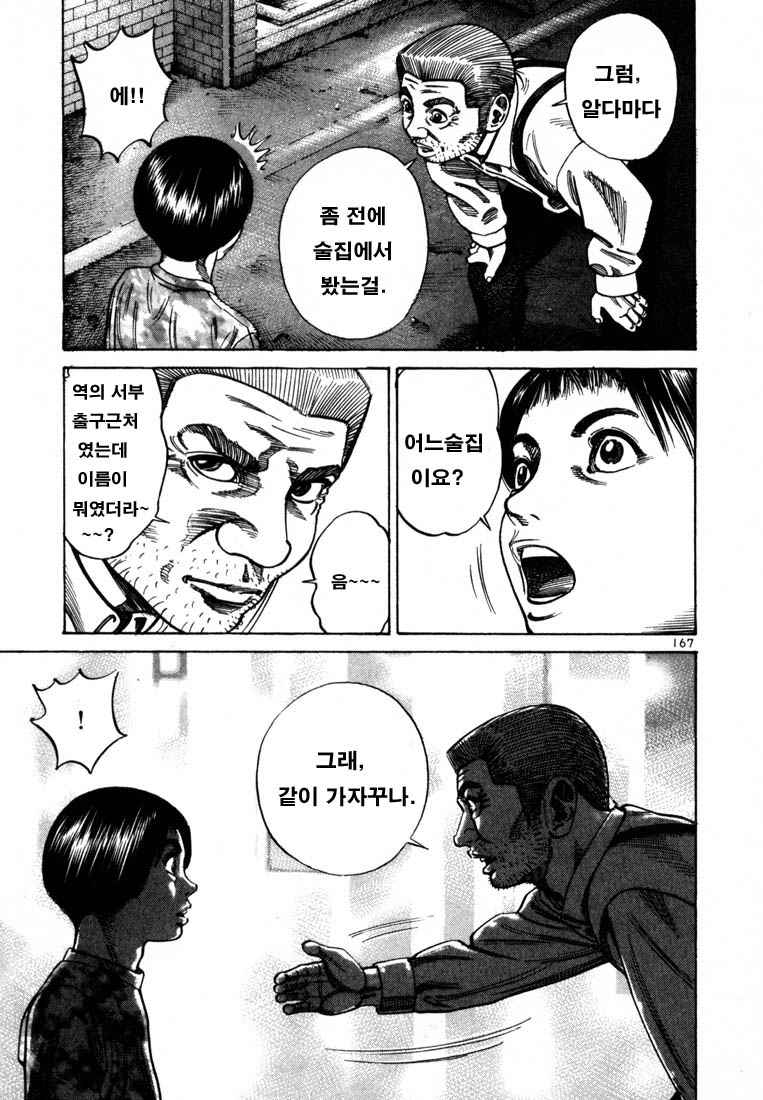 그럼,
알다마다
에!!
좀 전에
술집에서
봤는걸.
어느술집
이요?
음~~~
역의 서부
출구근처
였는데
이름이
뭐였더라~
~~?
167
!
그래,
같이 가자꾸나.